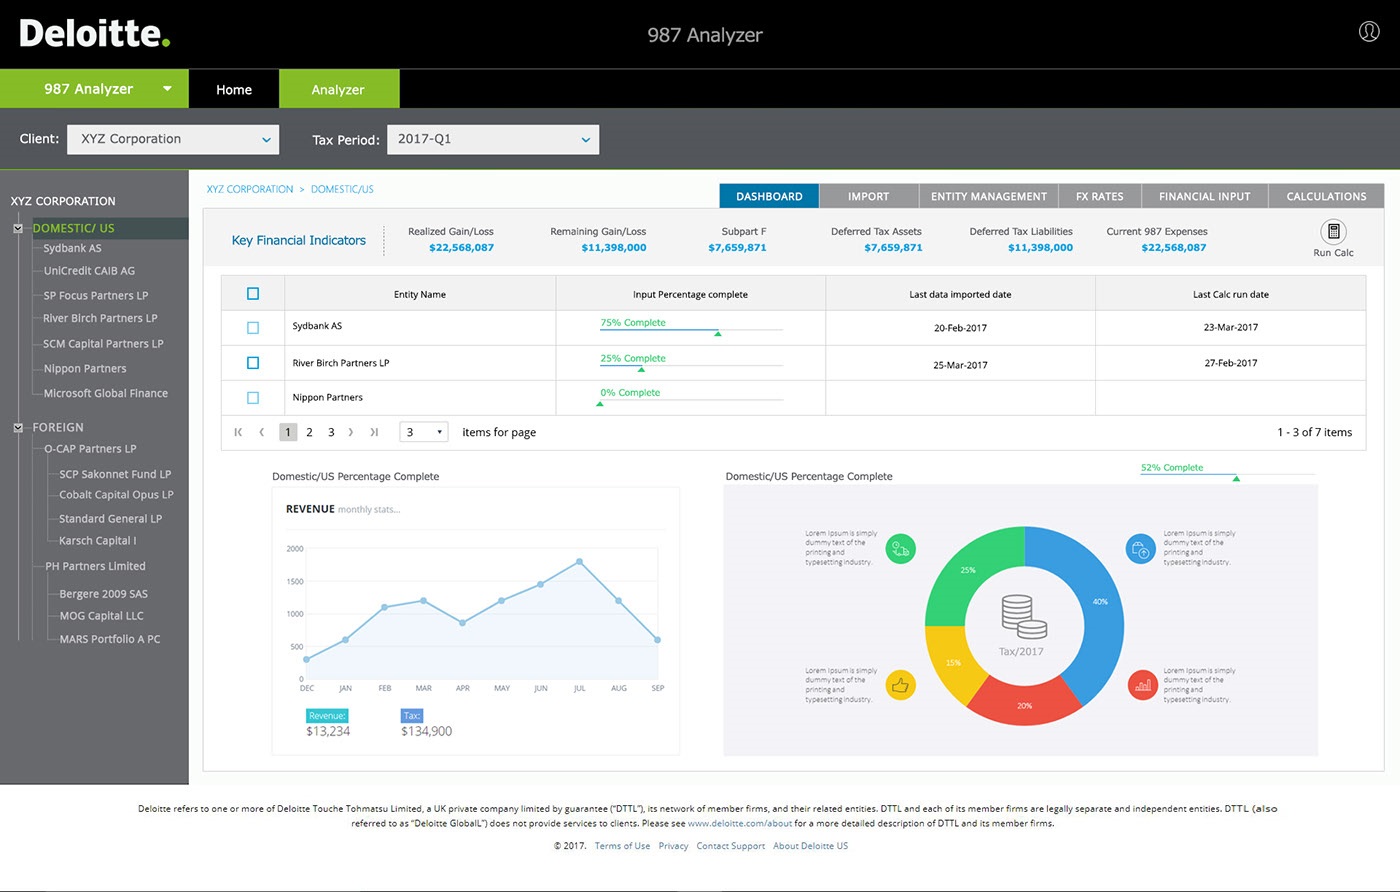 Deloitte.
987 Analyzer
987 Analyzer
Home
Analyzer
Client:
XYZ Corporation
Tax Period:
2017-Q1
XYZ CORPORATION
DOMESTIC/ US
Sydbank AS
UniCredit CAIB AG
SP Focus Partners LP
River Birch Partners LP
SCM Capital Partners LP
Nippon Partners
Microsoft Global Finance
FOREIGN
O-CAP Partners LP
SCP Sakonnet Fund LP
Cobalt Capital Opus LP
Standard General LP
Karsch Capital I
PH Partners Limited
Bergere 2009 SAS
MOG Capital LLC
MARS Portfolio A PC
XYZ CORPORATION > DOMESTIC/US
DASHBOARD
IMPORT
ENTITY MANAGEMENT
FX RATES
FINANCIAL INPUT
CALCULATIONS
Key Financial Indicators
Realized Gain/Loss
$22,568,087
Remaining Gain/Loss
$11,398,000
Subpart F
$7,659,871
Deferred Tax Assets
$7,659,871
Deferred Tax Liabilities
$11,398,000
Current 987 Expenses
$22,568,087
Run Calc
Entity Name
Input Percentage complete
Last data imported date
Last Calc run date
Sydbank AS
75% Complete
20-Feb-2017
23-Mar-2017
River Birch Partners LP
25% Complete
25-Mar-2017
27-Feb-2017
Nippon Partners
0% Complete
1 2 3
3
items for page
1 - 3 of 7 items
Domestic/US Percentage Complete
REVENUE monthly stats...
2000
1500
1000
500
0
DEC JAN FEB MAR APR MAY JUN JUL AUG SEP
Revenue:
$13,234
Tax:
$134,900
Domestic/US Percentage Complete
52% Complete
Lorem Ipsum is simply
dummy text of the
printing and
typesetting industry.
Lorem Ipsum is simply
dummy text of the
printing and
typesetting industry.
25%
40%
15%
20%
Tax/2017
Lorem Ipsum is simply
dummy text of the
printing and
typesetting industry.
Lorem Ipsum is simply
dummy text of the
printing and
typesetting industry.
Deloitte refers to one or more of Deloitte Touche Tohmatsu Limited, a UK private company limited by guarantee ("DTTL"), its network of member firms, and their related entities. DTTL and each of its member firms are legally separate and independent entities. DTTL (also
referred to as "Deloitte GlobalL") does not provide services to clients. Please see www.deloitte.com/about for a more detailed description of DTTL and its member firms.
© 2017. Terms of Use Privacy Contact Support About Deloitte US